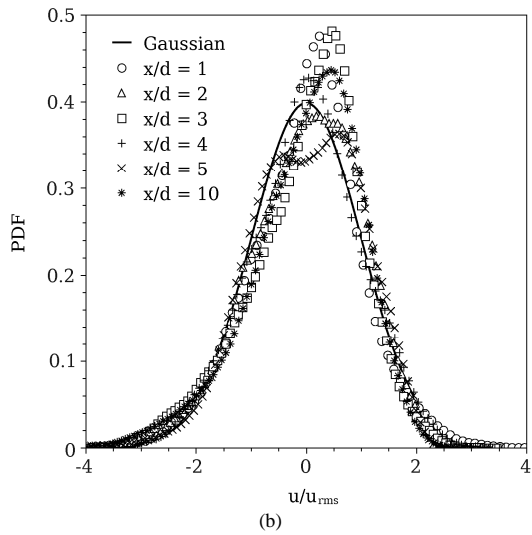 0.5
0.4
0.3
0.2
0.1
0
PDF
Gaussian
x/d = 1
x/d = 2
x/d = 3
x/d = 4
x/d = 5
x/d = 10
-4 -2 0 2 4
u/urms
(b)